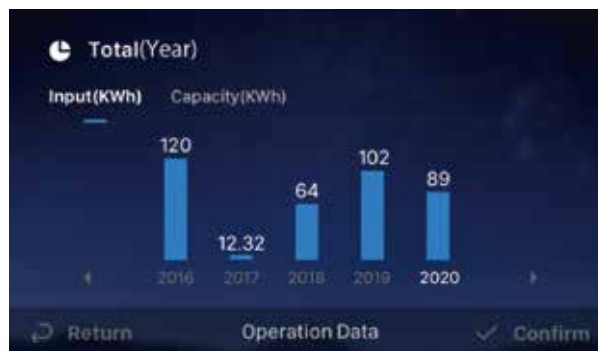 Total(Year)
Input(KWh) Capacity(KWh)
120
12.32
64
102
89
2016 2017 2018 2019 2020
Return Operation Data Confirm